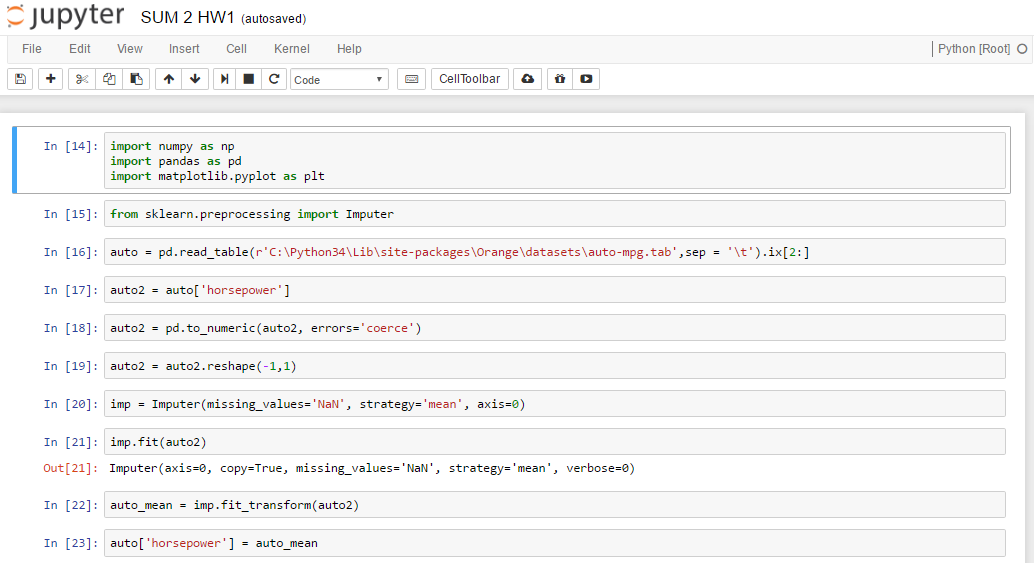 jupyter SUM 2 HW1 (autosaved)
File Edit View Insert Cell Kernel Help Python [Root]
Code CellToolbar
In [14]: import numpy as np
import pandas as pd
import matplotlib.pyplot as plt
In [15]: from sklearn.preprocessing import Imputer
In [16]: auto = pd.read_table(r'C:\Python34\Lib\site-packages\Orange\datasets\auto-mpg.tab',sep = '\t').ix[2:]
In [17]: auto2 = auto['horsepower']
In [18]: auto2 = pd.to_numeric(auto2, errors='coerce')
In [19]: auto2 = auto2.reshape(-1,1)
In [20]: imp = Imputer(missing_values='NaN', strategy='mean', axis=0)
In [21]: imp.fit(auto2)
Out[21]: Imputer(axis=0, copy=True, missing_values='NaN', strategy='mean', verbose=0)
In [22]: auto_mean = imp.fit_transform(auto2)
In [23]: auto['horsepower'] = auto_mean